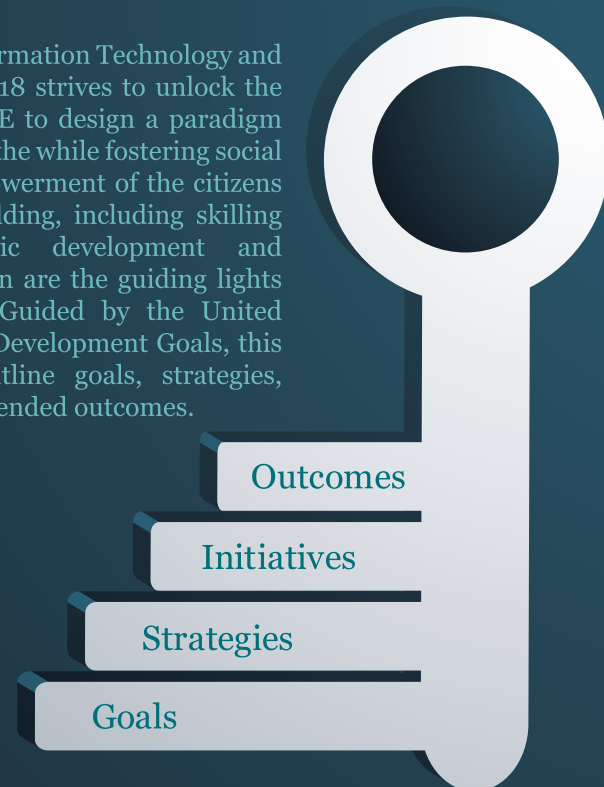 rmation Technology and
18 strives to unlock the
E to design a paradigm
the while fostering social
owerment of the citizens
lding, including skilling
ic development and
n are the guiding lights
Guided by the United
Development Goals, this
tline goals, strategies,
ended outcomes.
Outcomes
Initiatives
Strategies
Goals